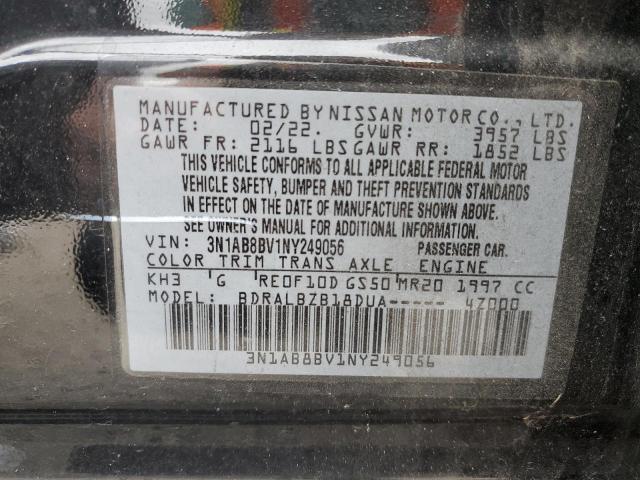 MANUFACTURED BY NISSAN MOTOR CO., LTD.
DATE: 02/22. GVWR: 3957 LBS
GAWR FR: 2116 LBS GAWR RR: 1852 LBS
THIS VEHICLE CONFORMS TO ALL APPLICABLE FEDERAL MOTOR
VEHICLE SAFETY, BUMPER AND THEFT PREVENTION STANDARDS
IN EFFECT ON THE DATE OF MANUFACTURE SHOWN ABOVE.
SEE OWNER'S MANUAL FOR ADDITIONAL INFORMATION.
VIN: 3N1AB8BV1NY249056 PASSENGER CAR.
COLOR TRIM TRANS AXLE ENGINE
KH3 G RE0F10D GS50 MR20 1997 CC
MODEL: BDRALBZB18DUA----- 4Z000
3N1AB8BV1NY249056